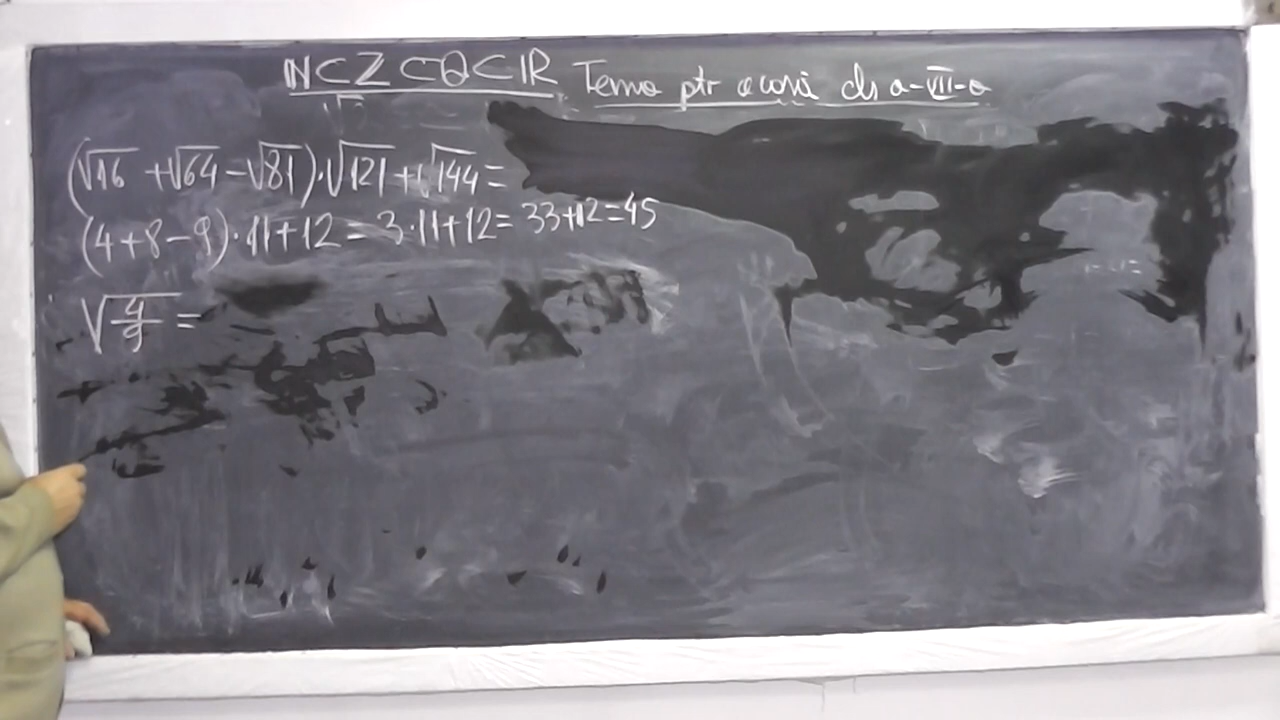 N⊂Z⊂Q⊂R Tema ptr acasă cls a-VII-a
(√16 + √64 - √81)·√121 + √144 =
(4+8-9)·11+12 = 3·11+12 = 33+12=45
√(4/9) =